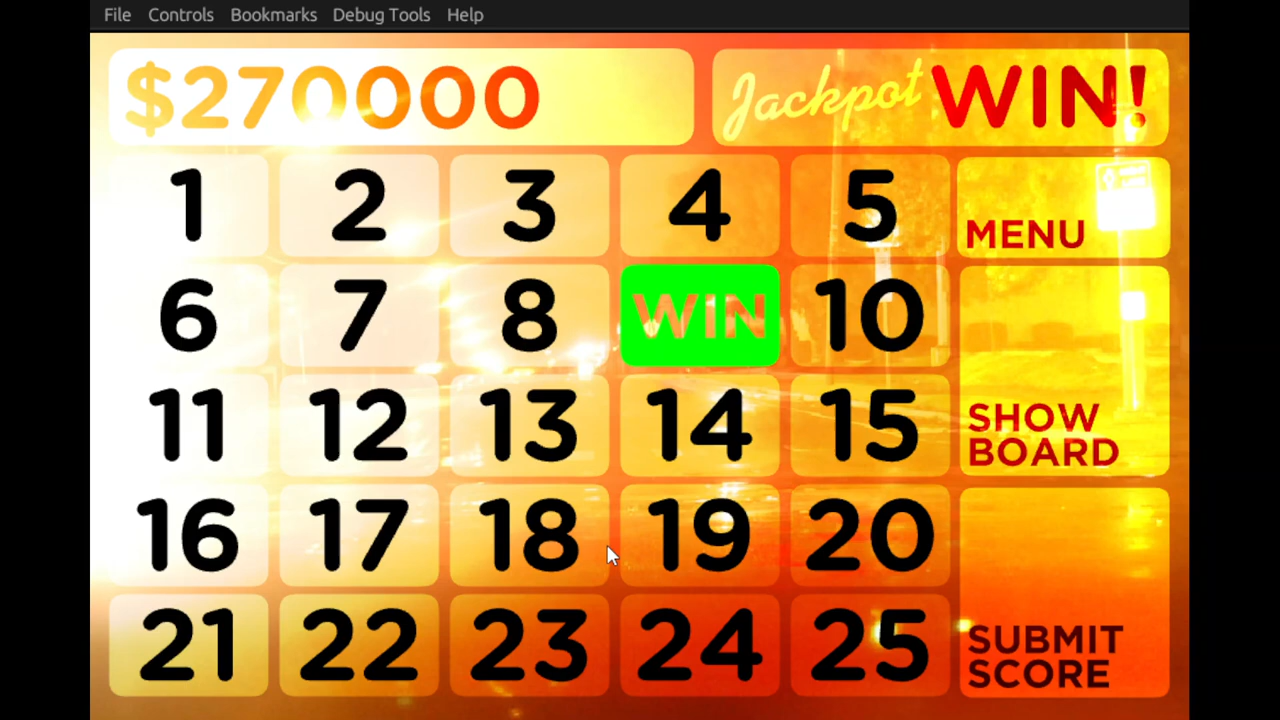 File Controls Bookmarks Debug Tools Help
$270000 Jackpot WIN!
1 2 3 4 5 MENU
6 7 8 WIN 10
11 12 13 14 15 SHOW
BOARD
16 17 18 19 20
21 22 23 24 25 SUBMIT
SCORE